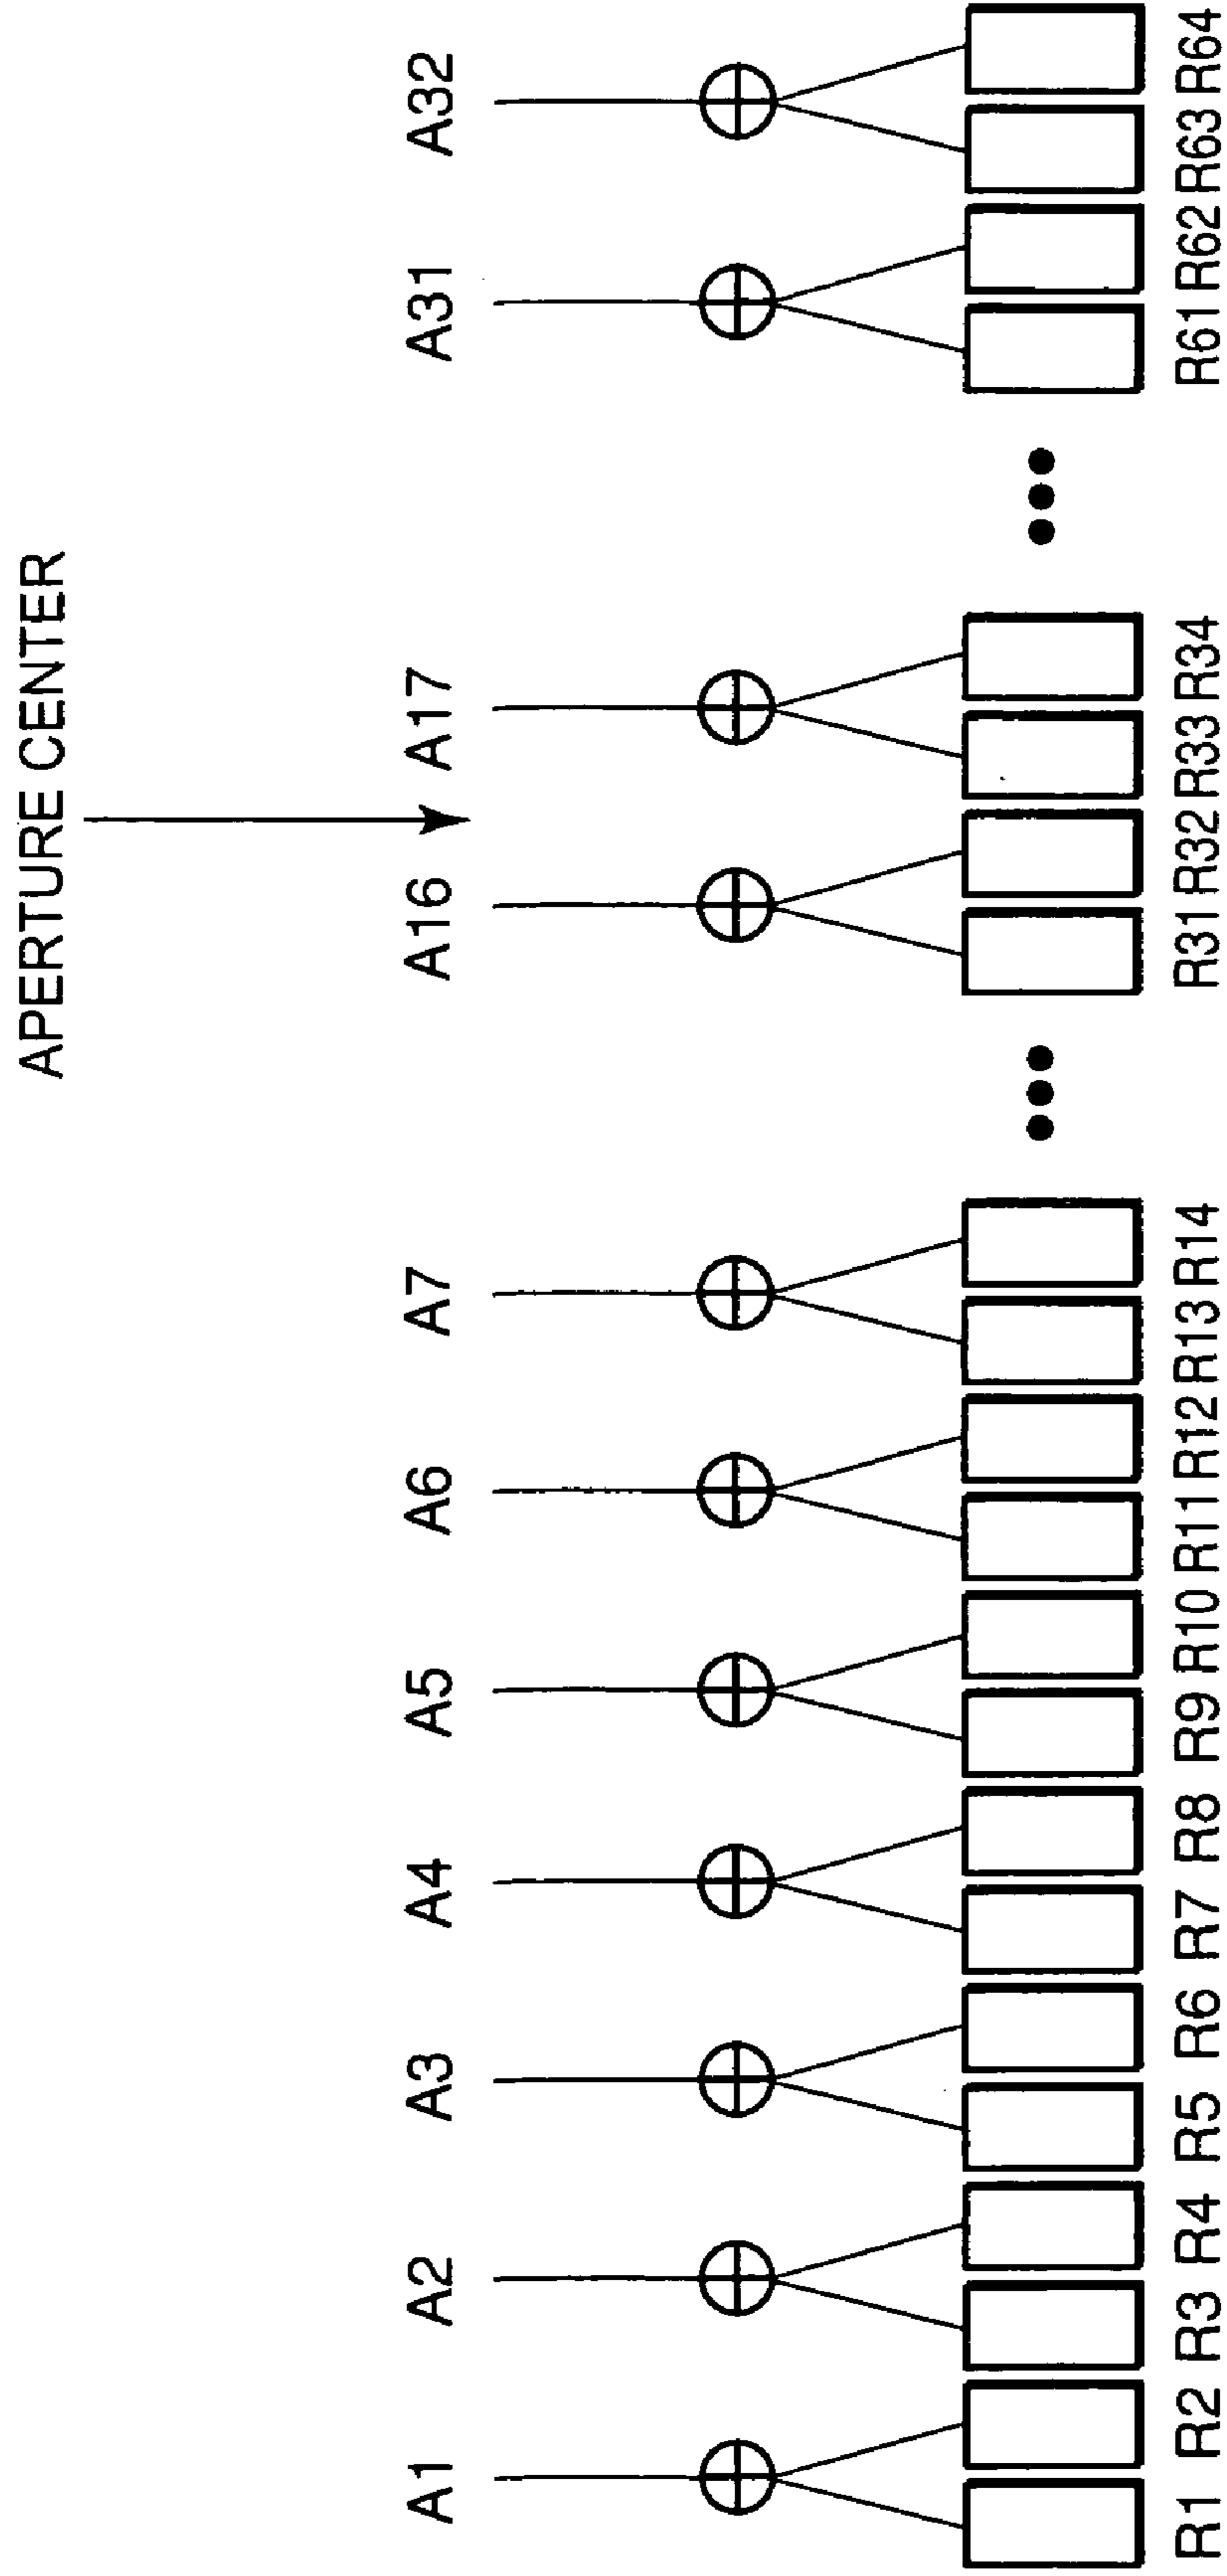 APERTURE CENTER
A1 A2 A3 A4 A5 A6 A7 A16 A17 A31 A32
R1 R2 R3 R4 R5 R6 R7 R8 R9 R10 R11 R12 R13 R14 R31 R32 R33 R34 R61 R62 R63 R64